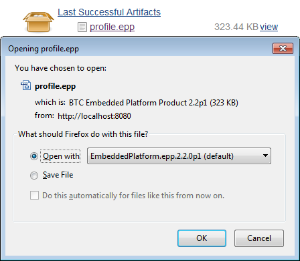 Last Successful Artifacts
profile.epp 323.44 KB view
Opening profile.epp
You have chosen to open:
profile.epp
which is: BTC Embedded Platform Product 2.2p1 (323 KB)
from: http://localhost:8080
What should Firefox do with this file?
Open with EmbeddedPlatform.epp.2.2.0p1 (default)
Save File
Do this automatically for files like this from now on.
OK Cancel